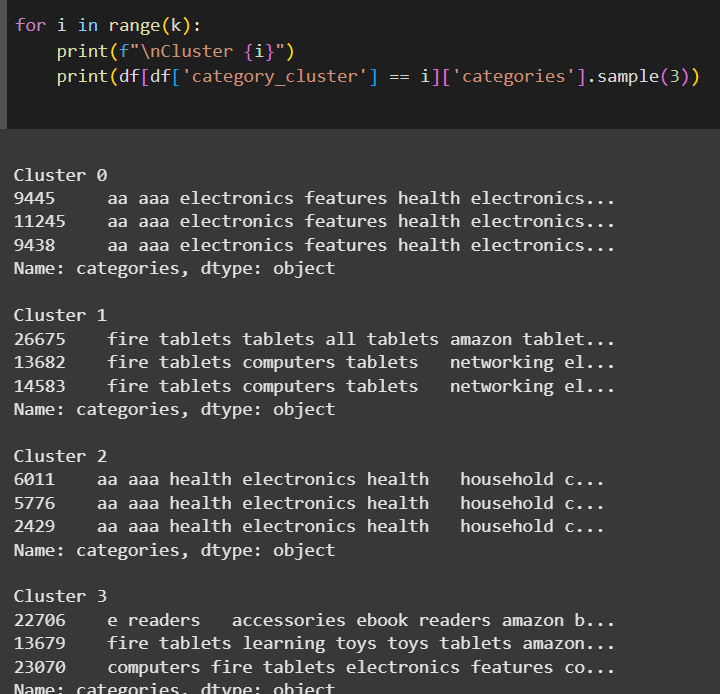 for i in range(k):
    print(f"\nCluster {i}")
    print(df[df['category_cluster'] == i]['categories'].sample(3))
Cluster 0
9445     aa aaa electronics features health electronics...
11245    aa aaa electronics features health electronics...
9438     aa aaa electronics features health electronics...
Name: categories, dtype: object
Cluster 1
26675    fire tablets tablets all tablets amazon tablet...
13682    fire tablets computers tablets   networking el...
14583    fire tablets computers tablets   networking el...
Name: categories, dtype: object
Cluster 2
6011    aa aaa health electronics health   household c...
5776    aa aaa health electronics health   household c...
2429    aa aaa health electronics health   household c...
Name: categories, dtype: object
Cluster 3
22706    e readers   accessories ebook readers amazon b...
13679    fire tablets learning toys toys tablets amazon...
23070    computers fire tablets electronics features co...
Name: categories, dtype: object